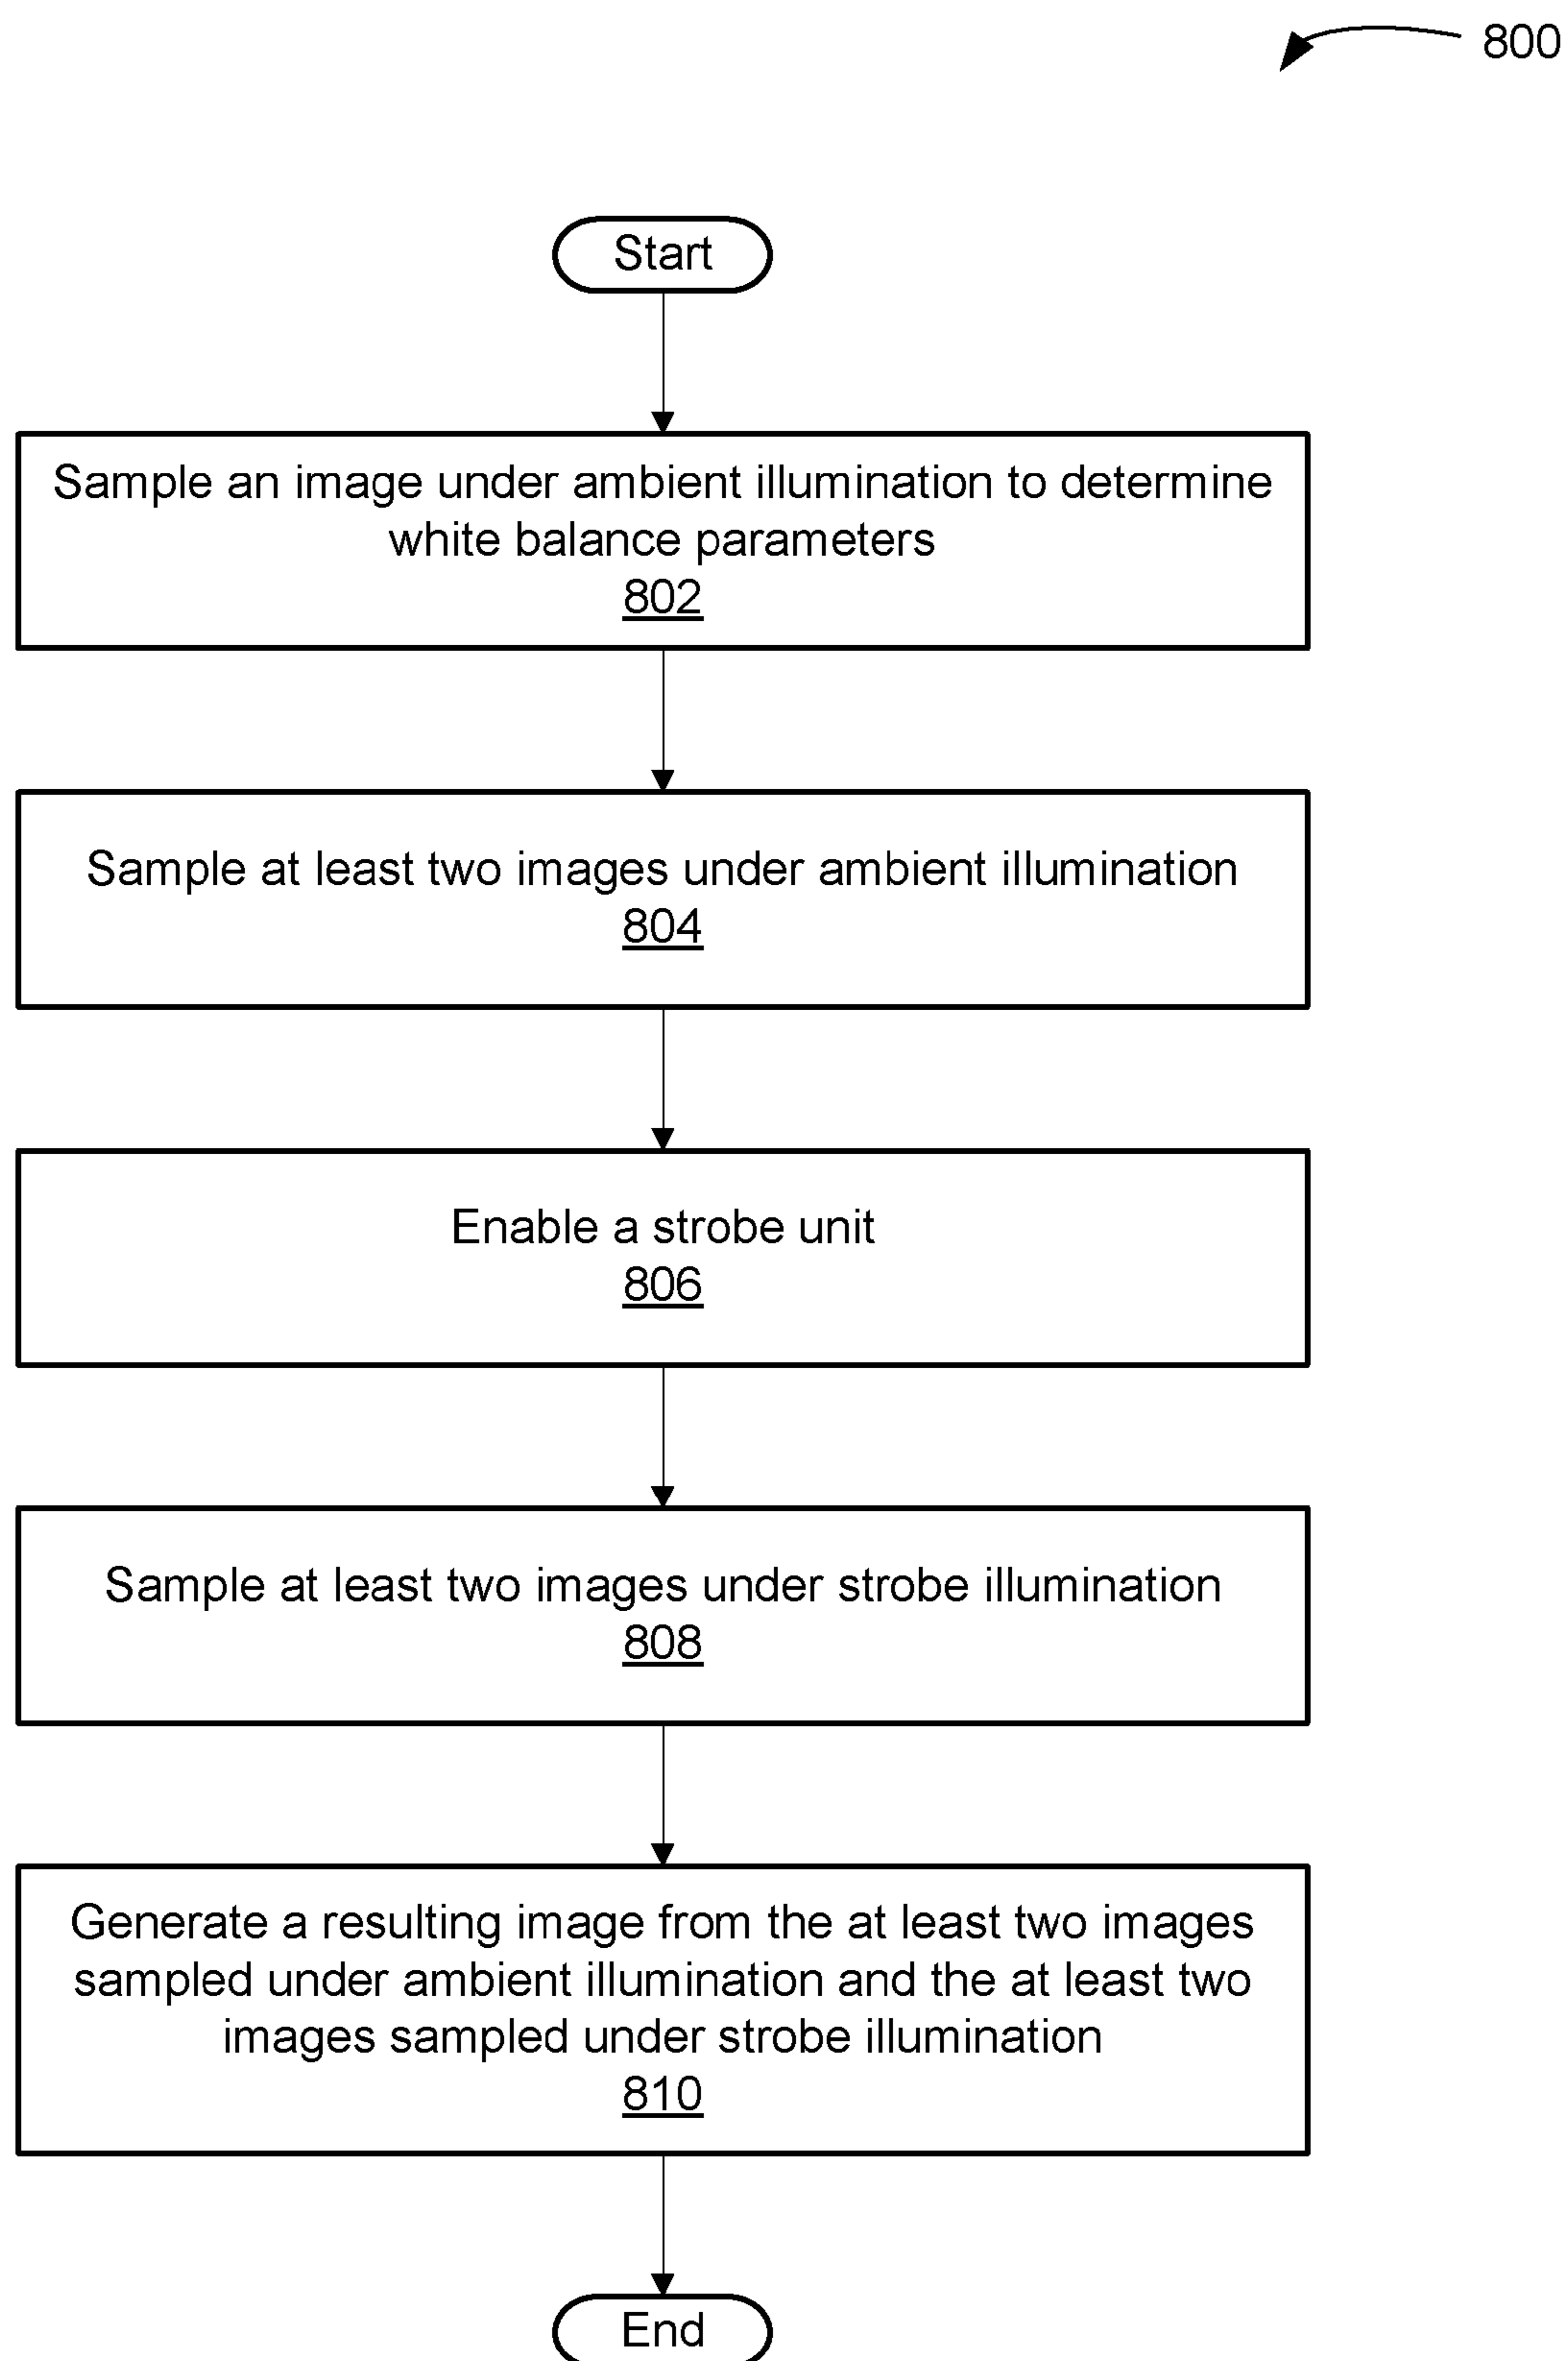 800
Start
Sample an image under ambient illumination to determine
white balance parameters
802
Sample at least two images under ambient illumination
804
Enable a strobe unit
806
Sample at least two images under strobe illumination
808
Generate a resulting image from the at least two images
sampled under ambient illumination and the at least two
images sampled under strobe illumination
810
End